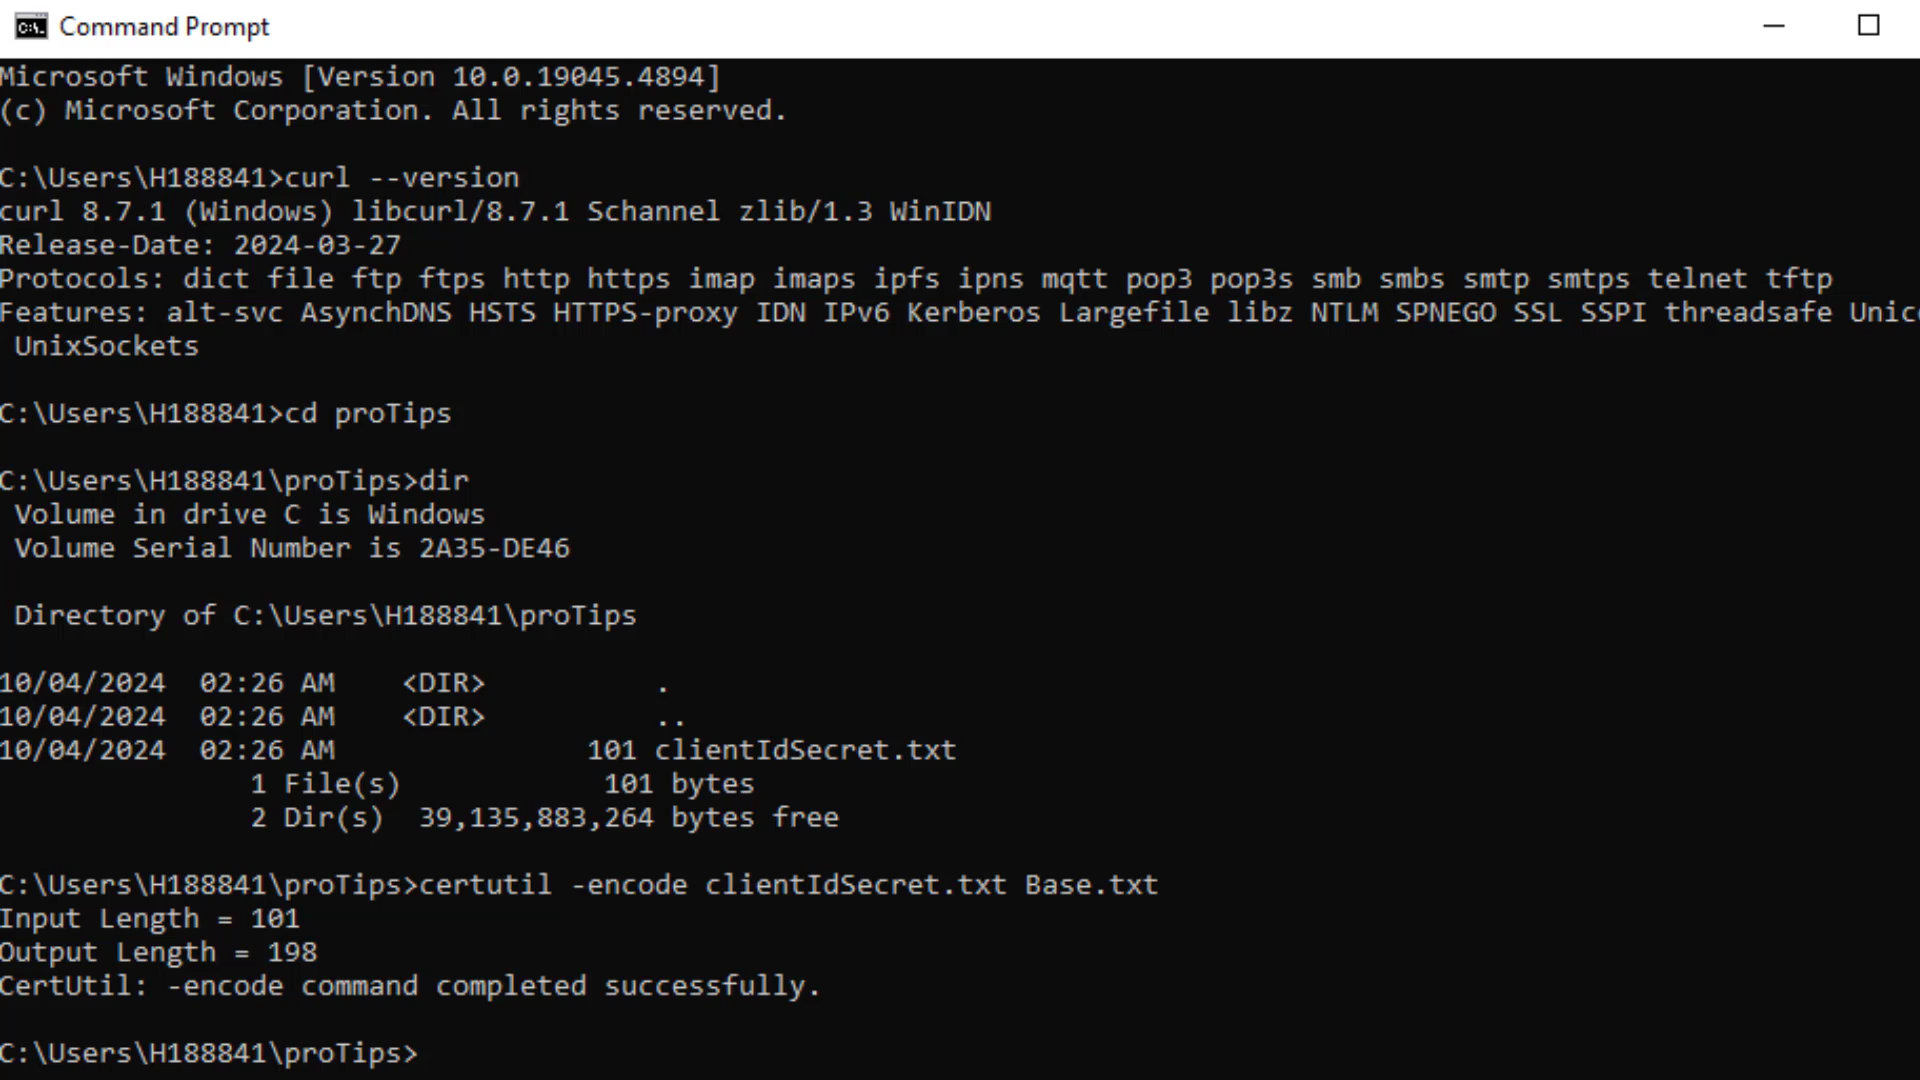 Command Prompt
Microsoft Windows [Version 10.0.19045.4894]
(c) Microsoft Corporation. All rights reserved.
C:\Users\H188841>curl --version
curl 8.7.1 (Windows) libcurl/8.7.1 Schannel zlib/1.3 WinIDN
Release-Date: 2024-03-27
Protocols: dict file ftp ftps http https imap imaps ipfs ipns mqtt pop3 pop3s smb smbs smtp smtps telnet tftp
Features: alt-svc AsynchDNS HSTS HTTPS-proxy IDN IPv6 Kerberos Largefile libz NTLM SPNEGO SSL SSPI threadsafe
UnixSockets
C:\Users\H188841>cd proTips
C:\Users\H188841\proTips>dir
Volume in drive C is Windows
Volume Serial Number is 2A35-DE46
Directory of C:\Users\H188841\proTips
10/04/2024  02:26 AM    <DIR>          .
10/04/2024  02:26 AM    <DIR>          ..
10/04/2024  02:26 AM               101 clientIdSecret.txt
1 File(s)            101 bytes
2 Dir(s)  39,135,883,264 bytes free
C:\Users\H188841\proTips>certutil -encode clientIdSecret.txt Base.txt
Input Length = 101
Output Length = 198
CertUtil: -encode command completed successfully.
C:\Users\H188841\proTips>